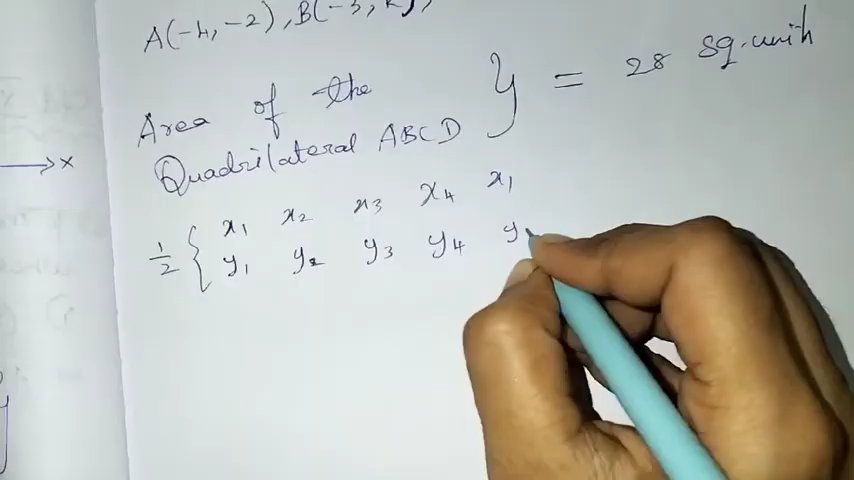 A(-4, -2), B(-3, k),
Area of the
Quadrilateral ABCD } = 28 sq. unit
x1 x2 x3 x4 x1
1/2 { y1 y2 y3 y4 y
x
y